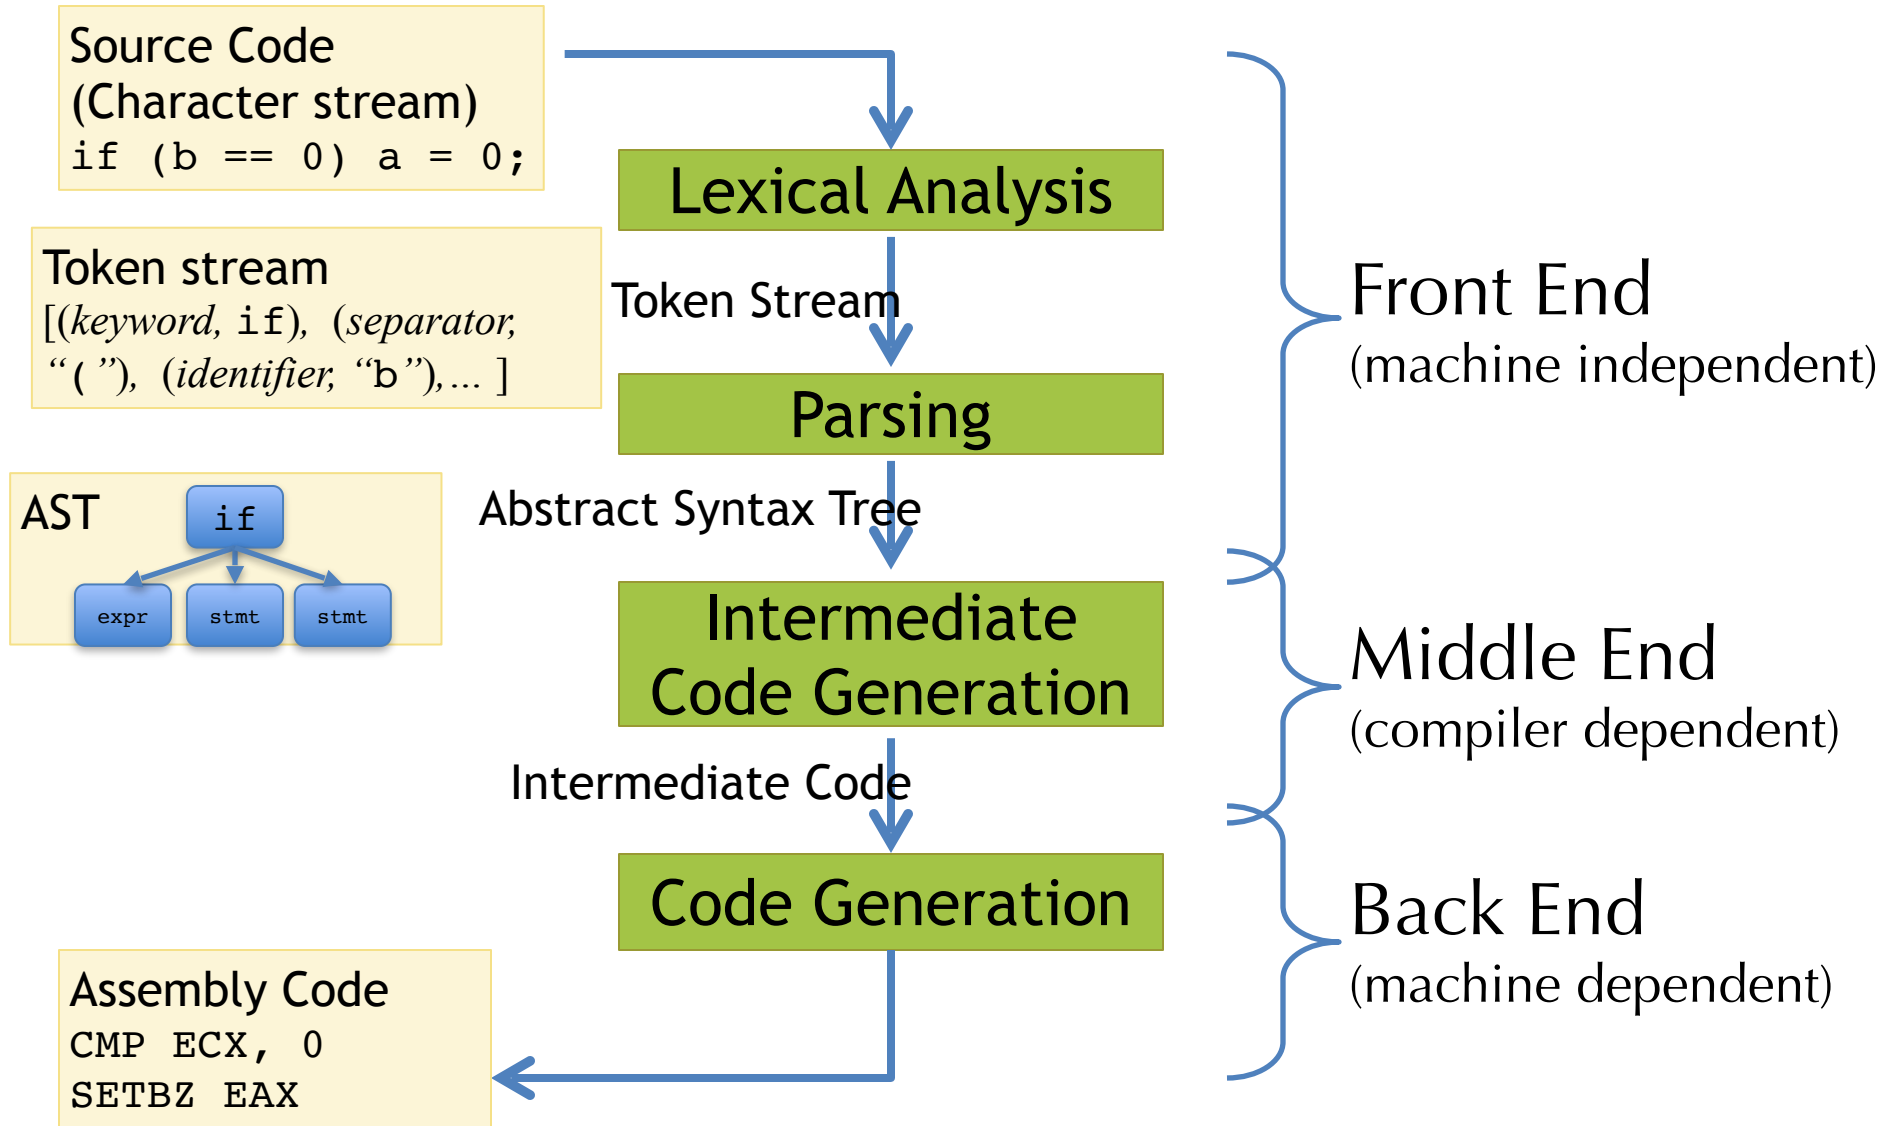 Source Code
(Character stream)
if (b == 0) a = 0;
Lexical Analysis
Token stream
[(keyword, if), (separator,
“(”), (identifier, “b”),… ]
Token Stream
Parsing
Front End
(machine independent)
AST
if
expr
stmt
stmt
Abstract Syntax Tree
Intermediate
Code Generation
Middle End
(compiler dependent)
Intermediate Code
Code Generation
Back End
(machine dependent)
Assembly Code
CMP ECX, 0
SETBZ EAX